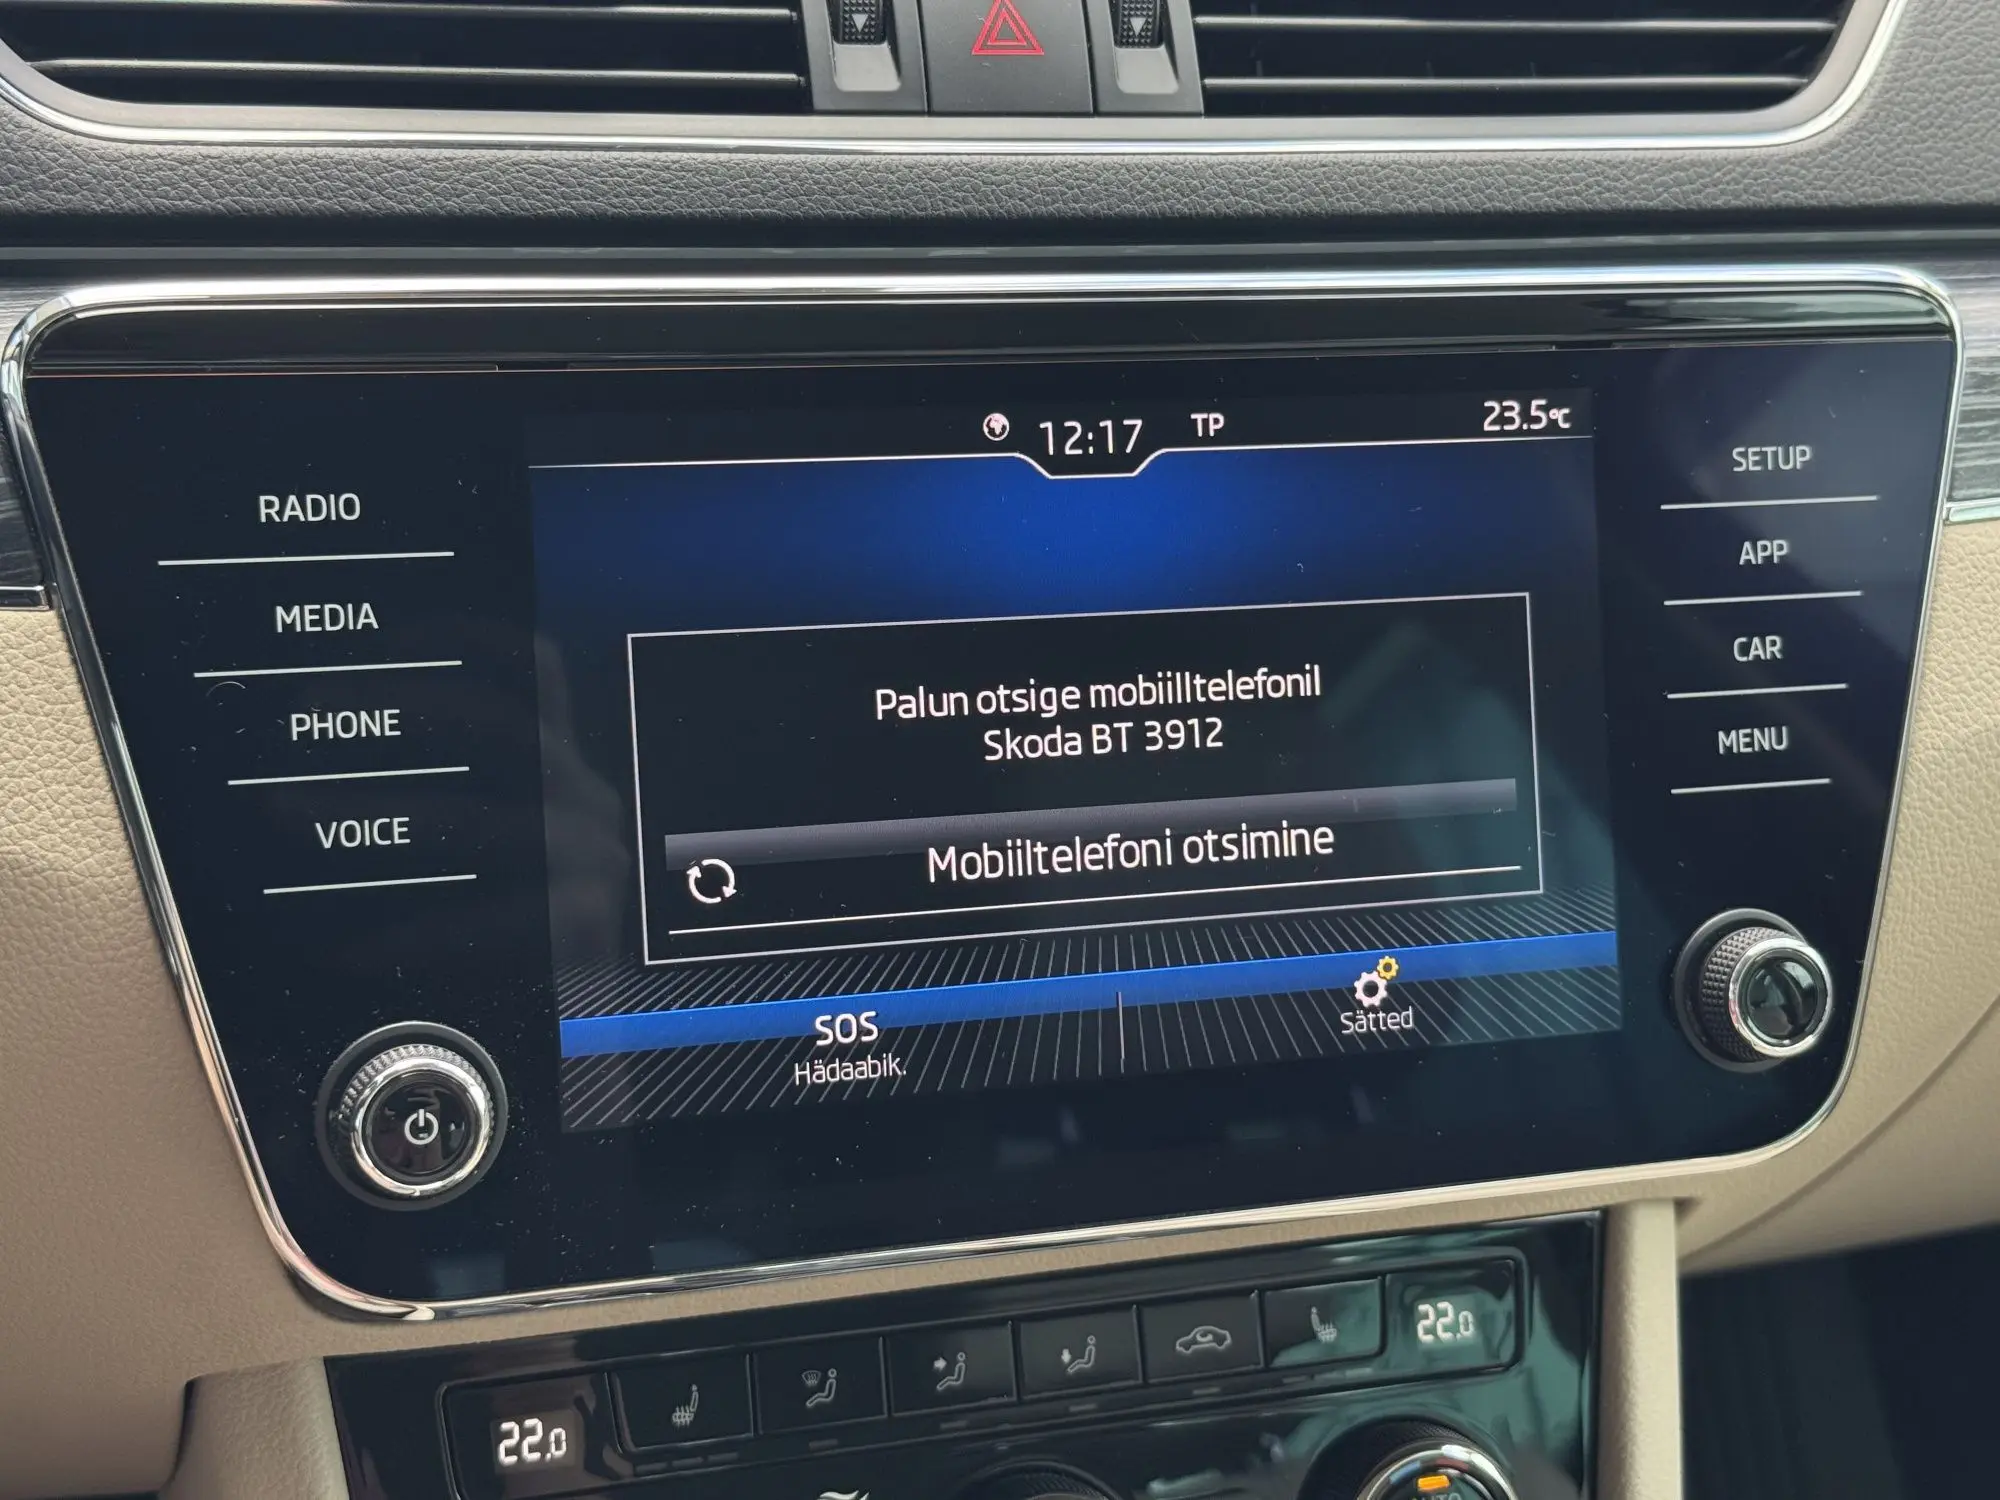 12:17
TP
23.5°C
RADIO
MEDIA
PHONE
VOICE
SETUP
APP
CAR
MENU
Palun otsige mobiilltelefonil
Skoda BT 3912
Mobiiltelefoni otsimine
SOS
Hädaabik.
Sätted
22.0
22.0
AUTO